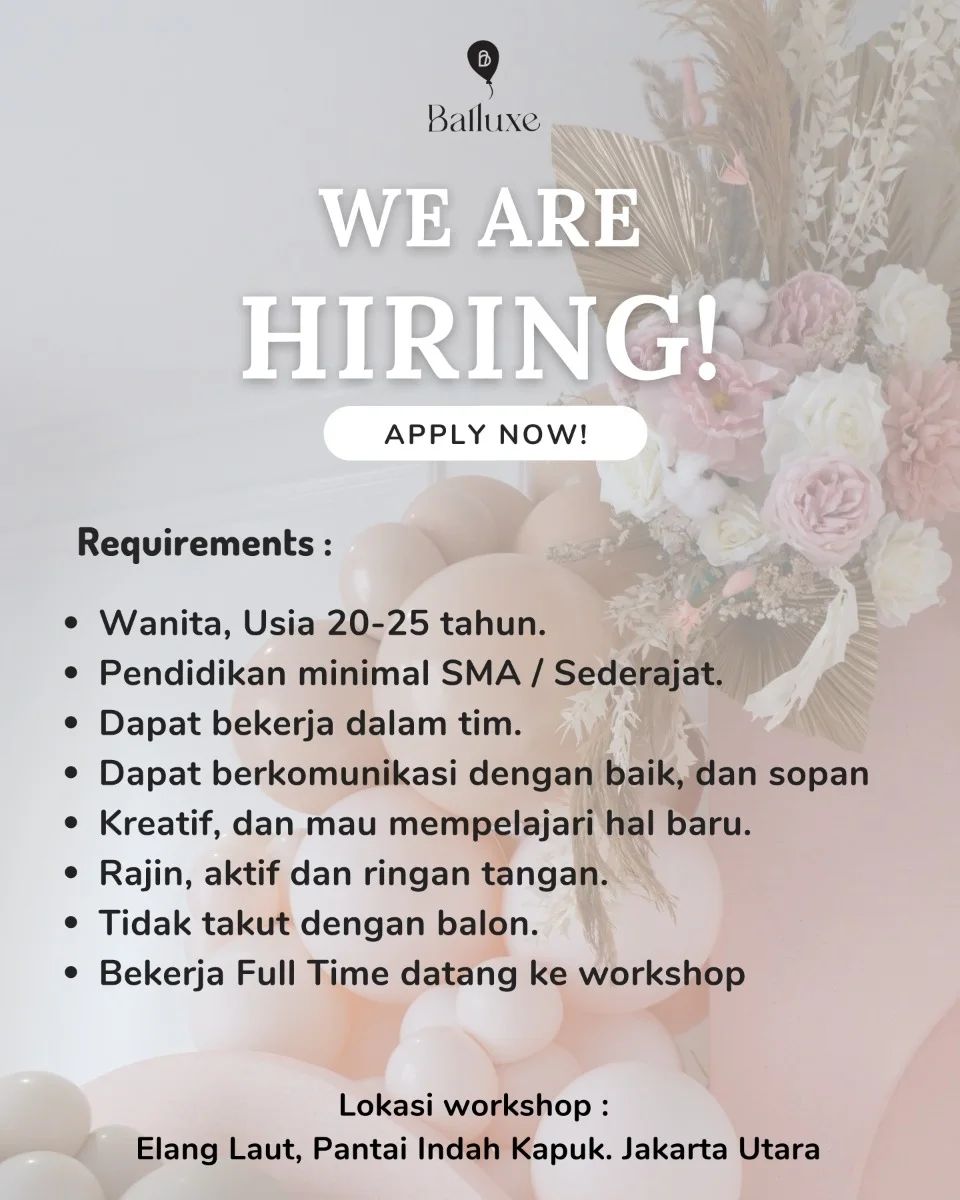 Balluxe
WE ARE
HIRING!
APPLY NOW!
Requirements :
• Wanita, Usia 20-25 tahun.
• Pendidikan minimal SMA / Sederajat.
• Dapat bekerja dalam tim.
• Dapat berkomunikasi dengan baik, dan sopan
• Kreatif, dan mau mempelajari hal baru.
• Rajin, aktif dan ringan tangan.
• Tidak takut dengan balon.
• Bekerja Full Time datang ke workshop
Lokasi workshop :
Elang Laut, Pantai Indah Kapuk. Jakarta Utara